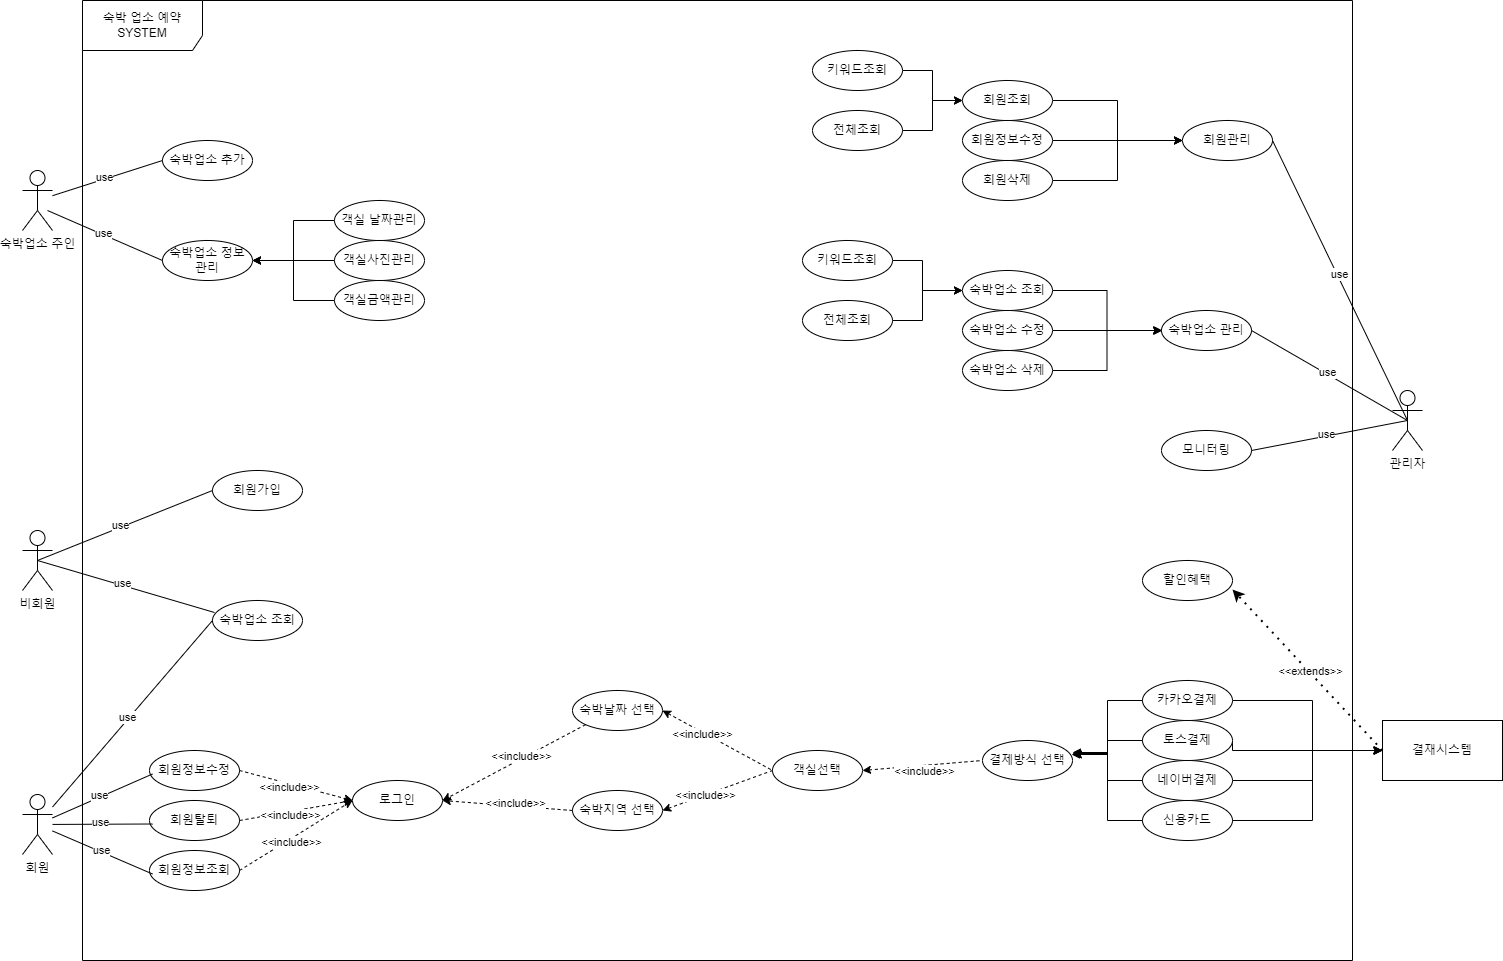 숙박 업소 예약
SYSTEM
키워드조회
전체조회
회원조회
회원정보수정
회원삭제
회원관리
use
숙박업소 주인
use
use
숙박업소 추가
숙박업소 정보
관리
객실 날짜관리
객실사진관리
객실금액관리
키워드조회
전체조회
숙박업소 조회
숙박업소 수정
숙박업소 삭제
숙박업소 관리
use
모니터링
use
관리자
비회원
use
use
회원가입
숙박업소 조회
할인혜택
<<extends>>
use
회원
use
use
use
회원정보수정
회원탈퇴
회원정보조회
<<include>>
<<include>>
<<include>>
로그인
<<include>>
<<include>>
숙박날짜 선택
숙박지역 선택
<<include>>
<<include>>
객실선택
<<include>>
결제방식 선택
카카오결제
토스결제
네이버결제
신용카드
결재시스템